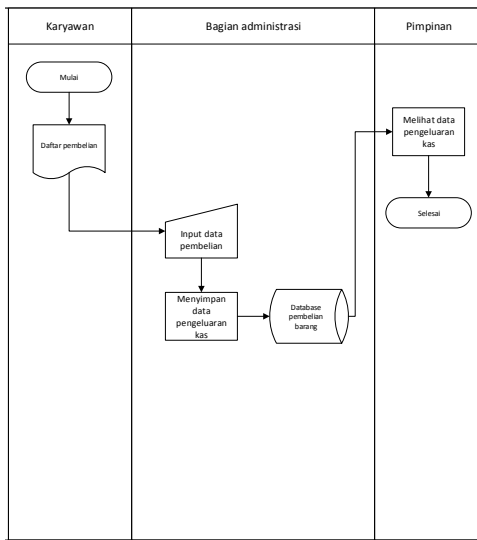 Karyawan
Bagian administrasi
Pimpinan
Mulai
Daftar pembelian
Input data
pembelian
Menyimpan
data
pengeluaran
kas
Database
pembelian
barang
Melihat data
pengeluaran
kas
Selesai